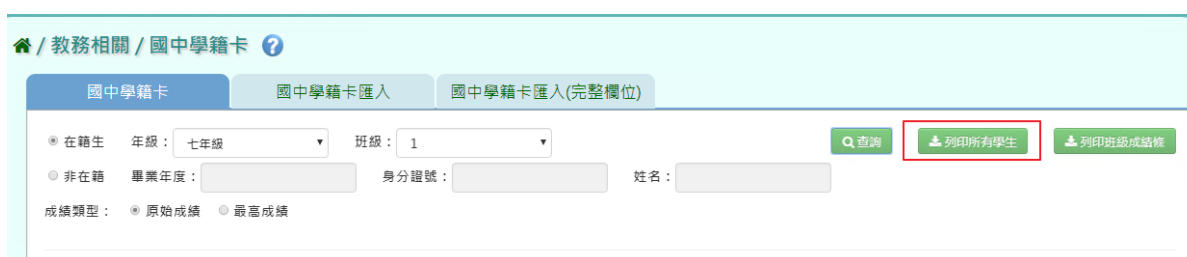 / 教務相關 / 國中學籍卡 ?
國中學籍卡 國中學籍卡匯入 國中學籍卡匯入(完整欄位)
在籍生 年級： 七年級 班級： 1 查詢 列印所有學生 列印班級成績條
非在籍 畢業年度： 身分證號： 姓名：
成績類型： 原始成績 最高成績